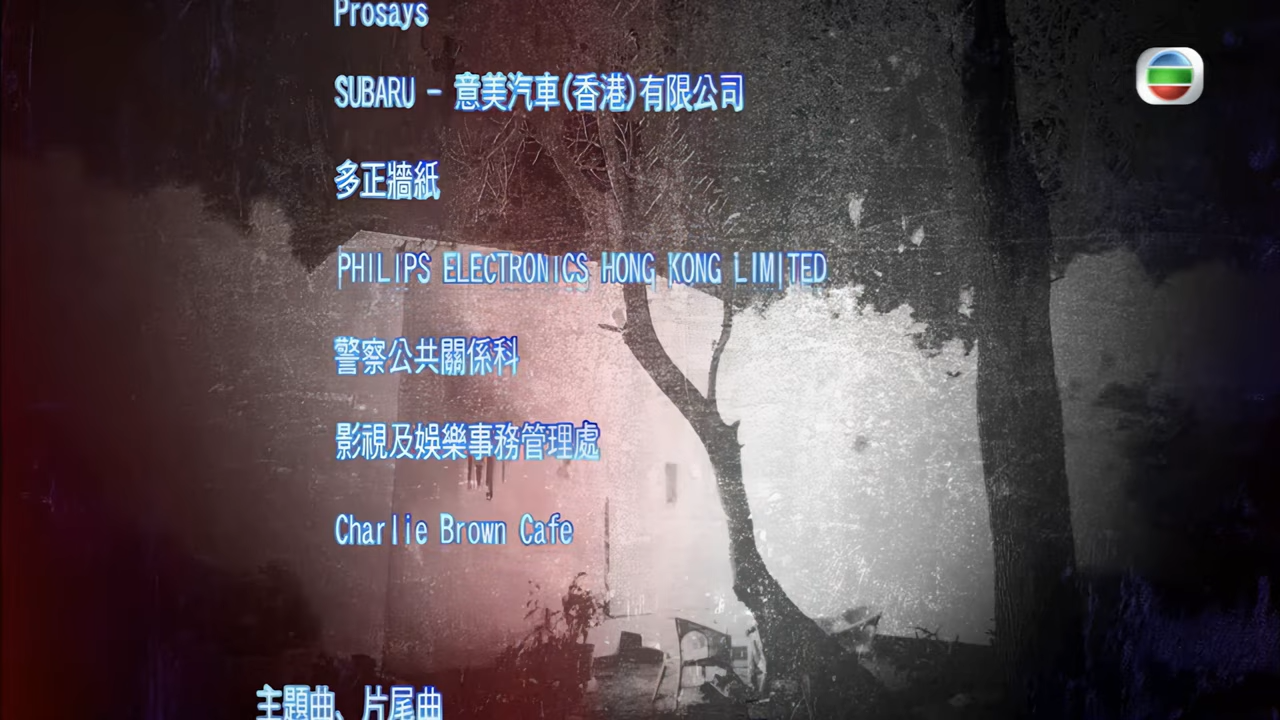 Prosays
SUBARU - 意美汽車(香港)有限公司
多正牆紙
PHILIPS ELECTRONICS HONG KONG LIMITED
警察公共關係科
影視及娛樂事務管理處
Charlie Brown Cafe
主題曲、片尾曲